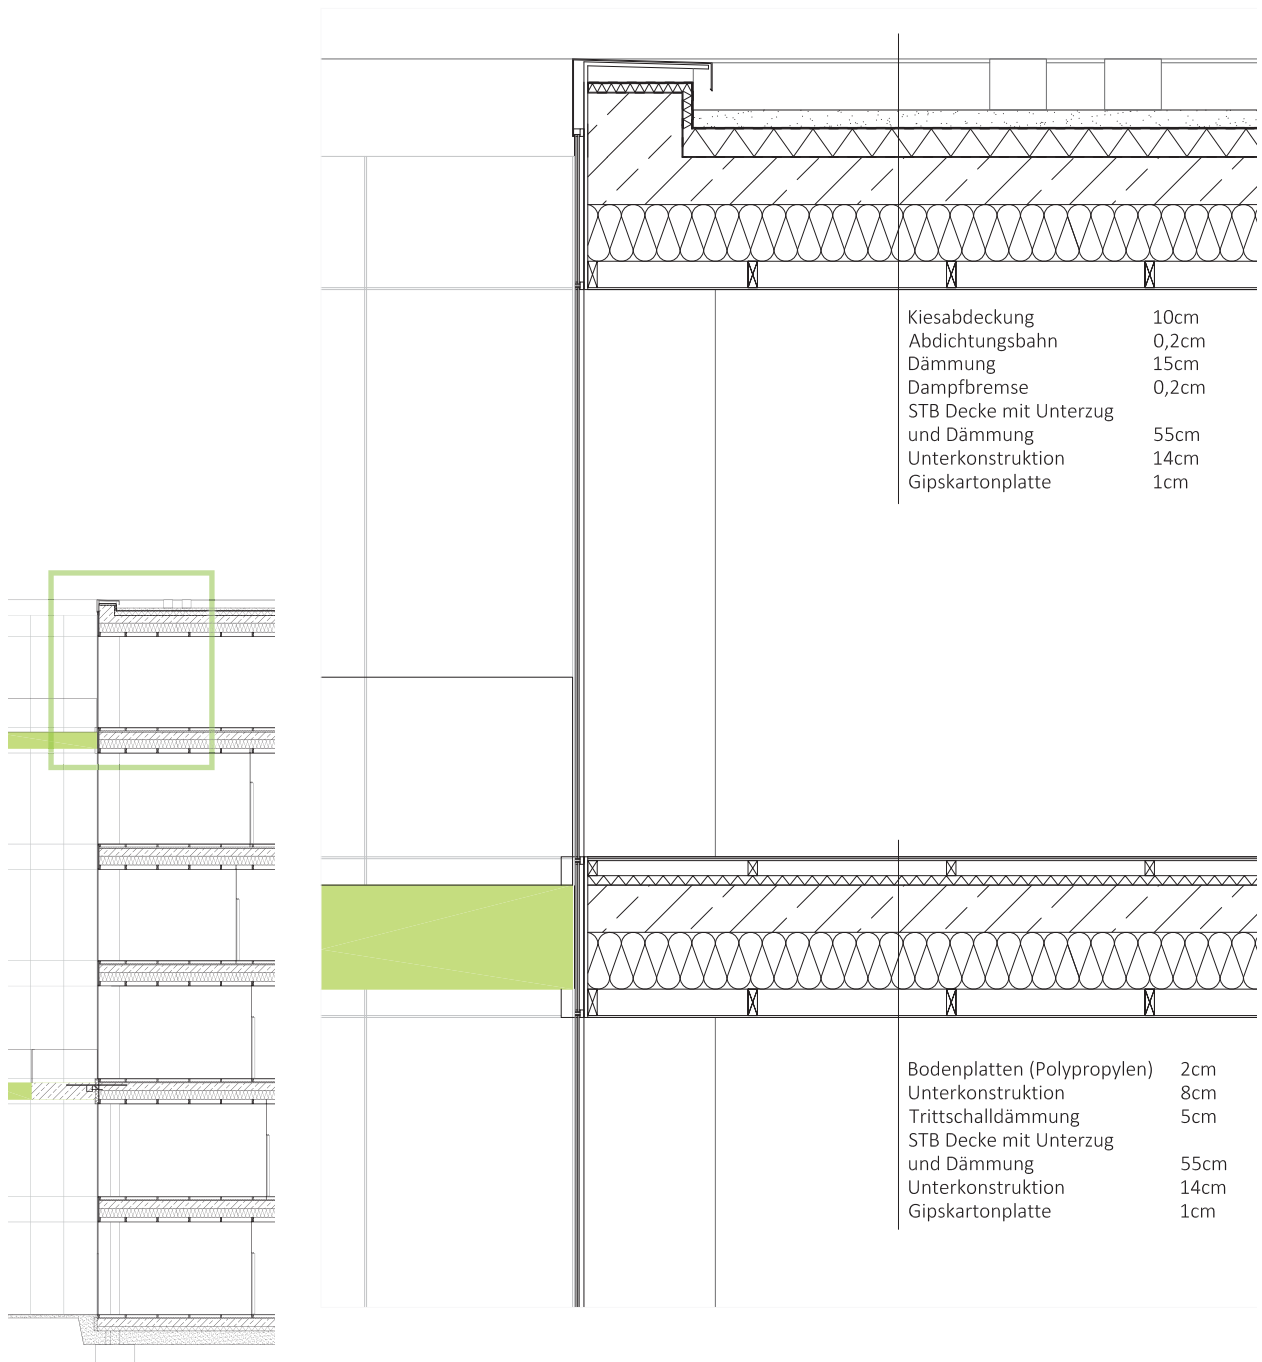 Kiesabdeckung 10cm
Abdichtungsbahn 0,2cm
Dämmung 15cm
Dampfbremse 0,2cm
STB Decke mit Unterzug
und Dämmung 55cm
Unterkonstruktion 14cm
Gipskartonplatte 1cm
Bodenplatten (Polypropylen) 2cm
Unterkonstruktion 8cm
Trittschalldämmung 5cm
STB Decke mit Unterzug
und Dämmung 55cm
Unterkonstruktion 14cm
Gipskartonplatte 1cm